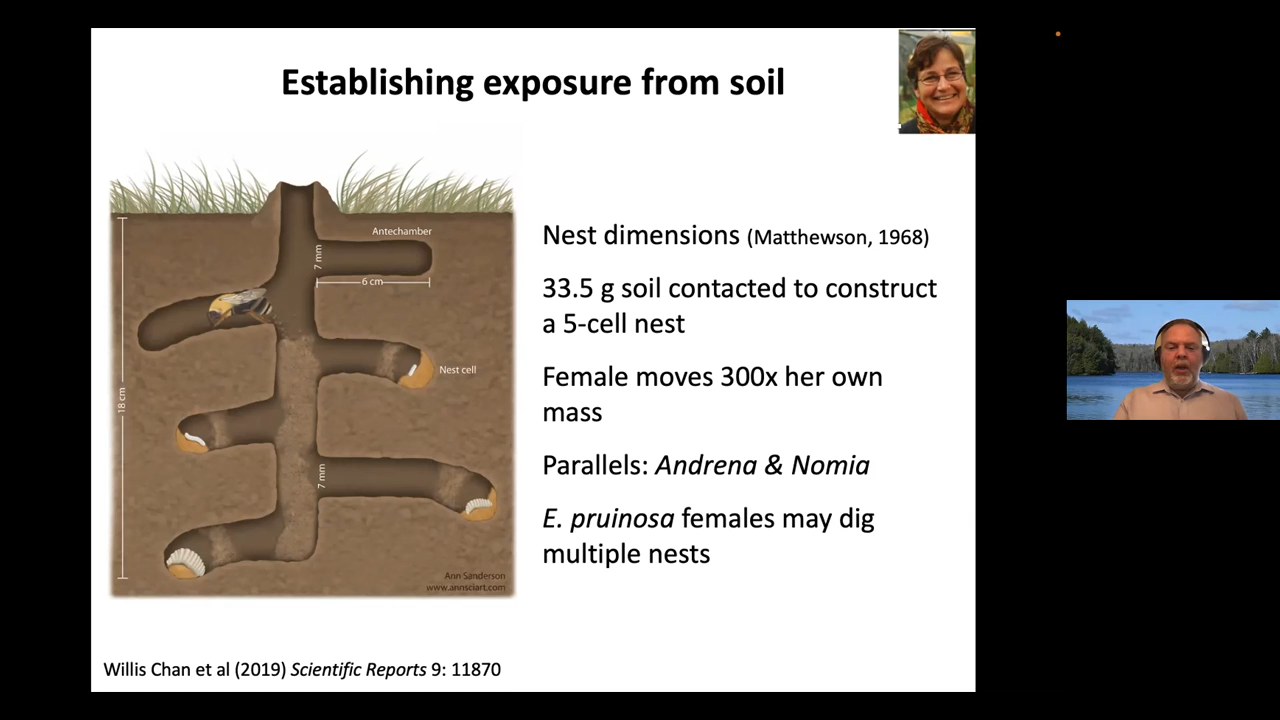 Establishing exposure from soil
Antechamber
7 mm
6 cm
Nest cell
18 cm
7 mm
Ann Sanderson
www.annsciart.com
Nest dimensions (Matthewson, 1968)
33.5 g soil contacted to construct
a 5-cell nest
Female moves 300x her own
mass
Parallels: Andrena & Nomia
E. pruinosa females may dig
multiple nests
Willis Chan et al (2019) Scientific Reports 9: 11870